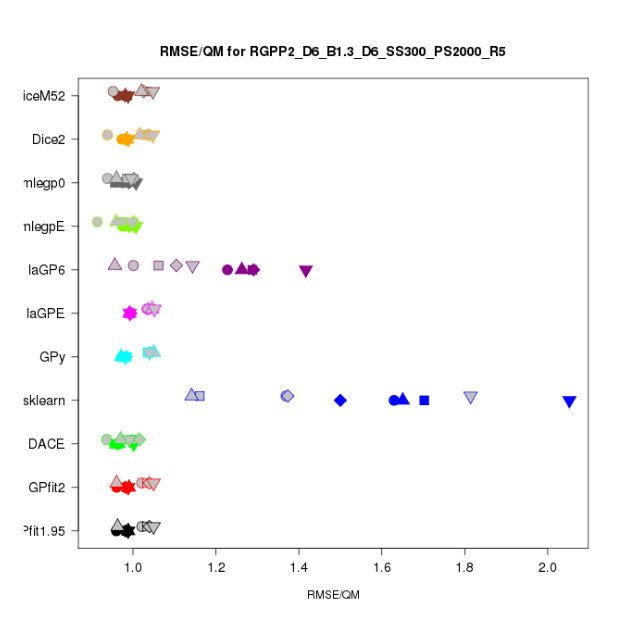 RMSE/QM for RGPP2_D6_B1.3_D6_SS300_PS2000_R5
iceM52
Dice2
mlegp0
mlegpE
laGP6
laGPE
GPy
sklearn
DACE
GPfit2
Pfit1.95
1.0 1.2 1.4 1.6 1.8 2.0
RMSE/QM